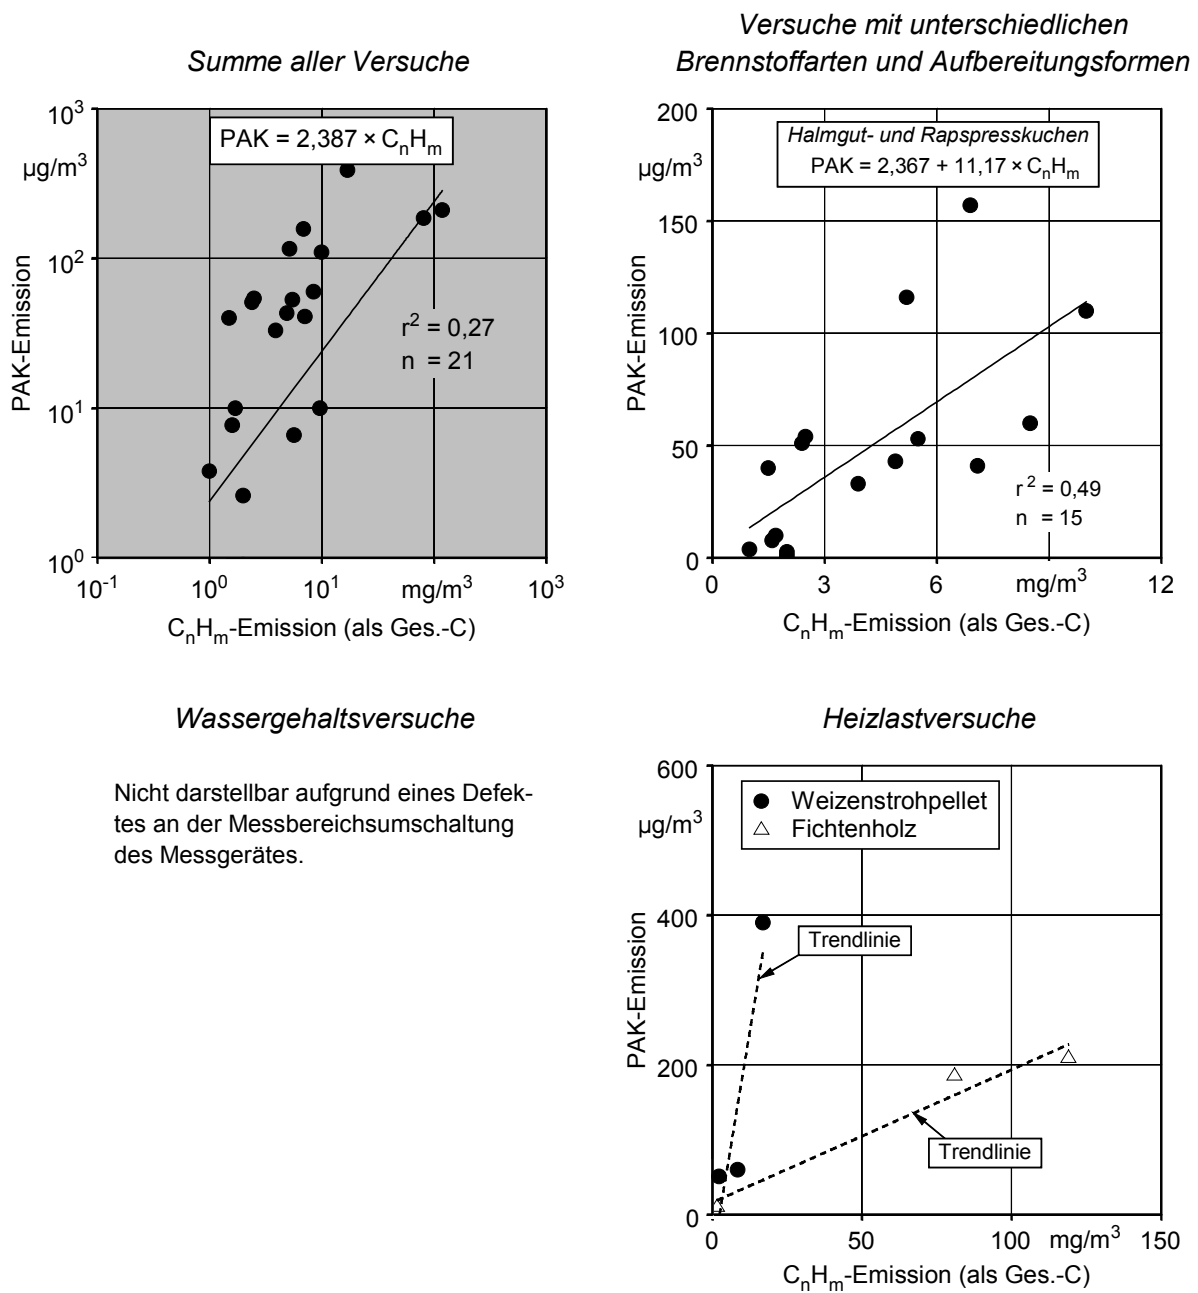 Summe aller Versuche
10³
µg/m³
10²
10¹
10⁰
PAK-Emission
PAK = 2,387 × CₙHₘ
r² = 0,27
n = 21
10⁻¹ 10⁰ 10¹ mg/m³ 10³
CₙHₘ-Emission (als Ges.-C)
Versuche mit unterschiedlichen
Brennstoffarten und Aufbereitungsformen
200
µg/m³
150
100
50
0
PAK-Emission
Halmgut- und Rapspresskuchen
PAK = 2,367 + 11,17 × CₙHₘ
r² = 0,49
n = 15
0 3 6 mg/m³ 12
CₙHₘ-Emission (als Ges.-C)
Wassergehaltsversuche
Nicht darstellbar aufgrund eines Defek-
tes an der Messbereichsumschaltung
des Messgerätes.
Heizlastversuche
600
µg/m³
400
200
0
PAK-Emission
Weizenstrohpellet
Fichtenholz
Trendlinie
Trendlinie
0 50 100 mg/m³ 150
CₙHₘ-Emission (als Ges.-C)